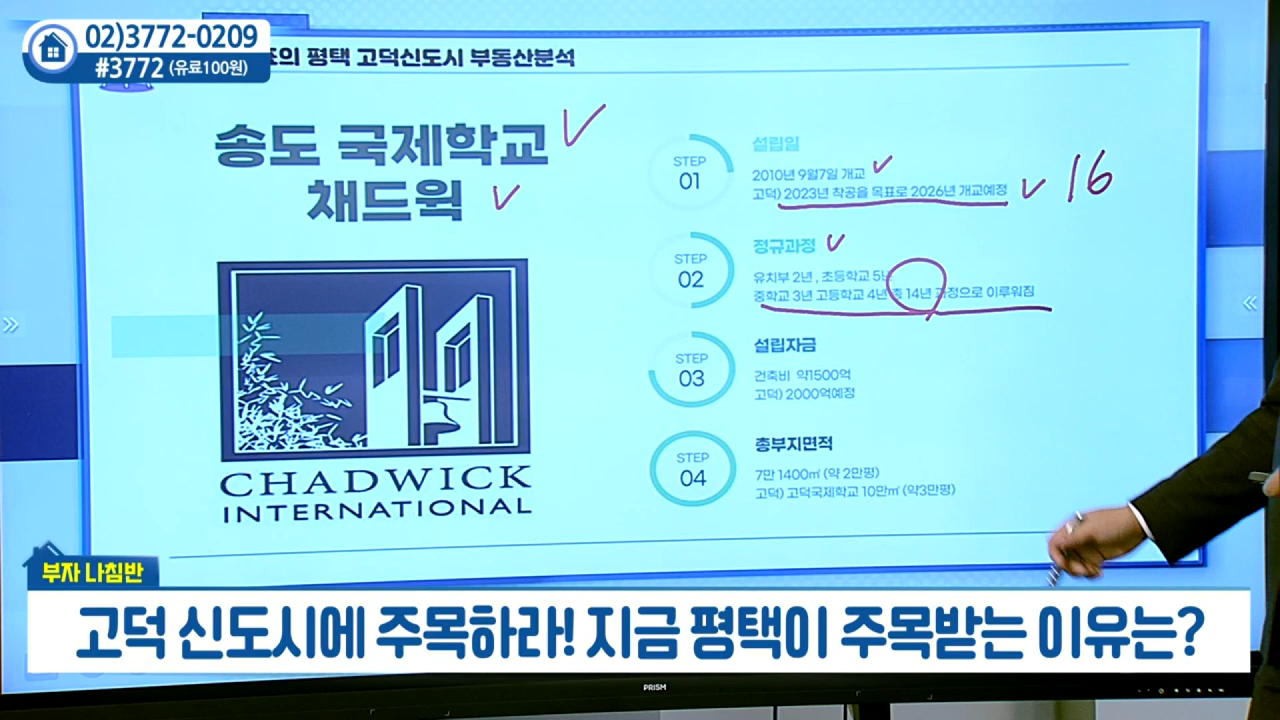 02)3772-0209
#3772 (유료100원)
의 평택 고덕신도시 부동산분석
송도 국제학교
채드윅
CHADWICK
INTERNATIONAL
STEP
01
설립일
2010년 9월7일 개교
고덕) 2023년 착공을 목표로 2026년 개교예정
16
STEP
02
정규과정
유치부 2년 , 초등학교 5년
중학교 3년 고등학교 4년 총 14년 과정으로 이루워짐
STEP
03
설립자금
건축비 약1500억
고덕) 2000억예정
STEP
04
총부지면적
7만 1400㎡ (약 2만평)
고덕) 고덕국제학교 10만㎡ (약3만평)
부자 나침반
고덕 신도시에 주목하라! 지금 평택이 주목받는 이유는?
PRISM